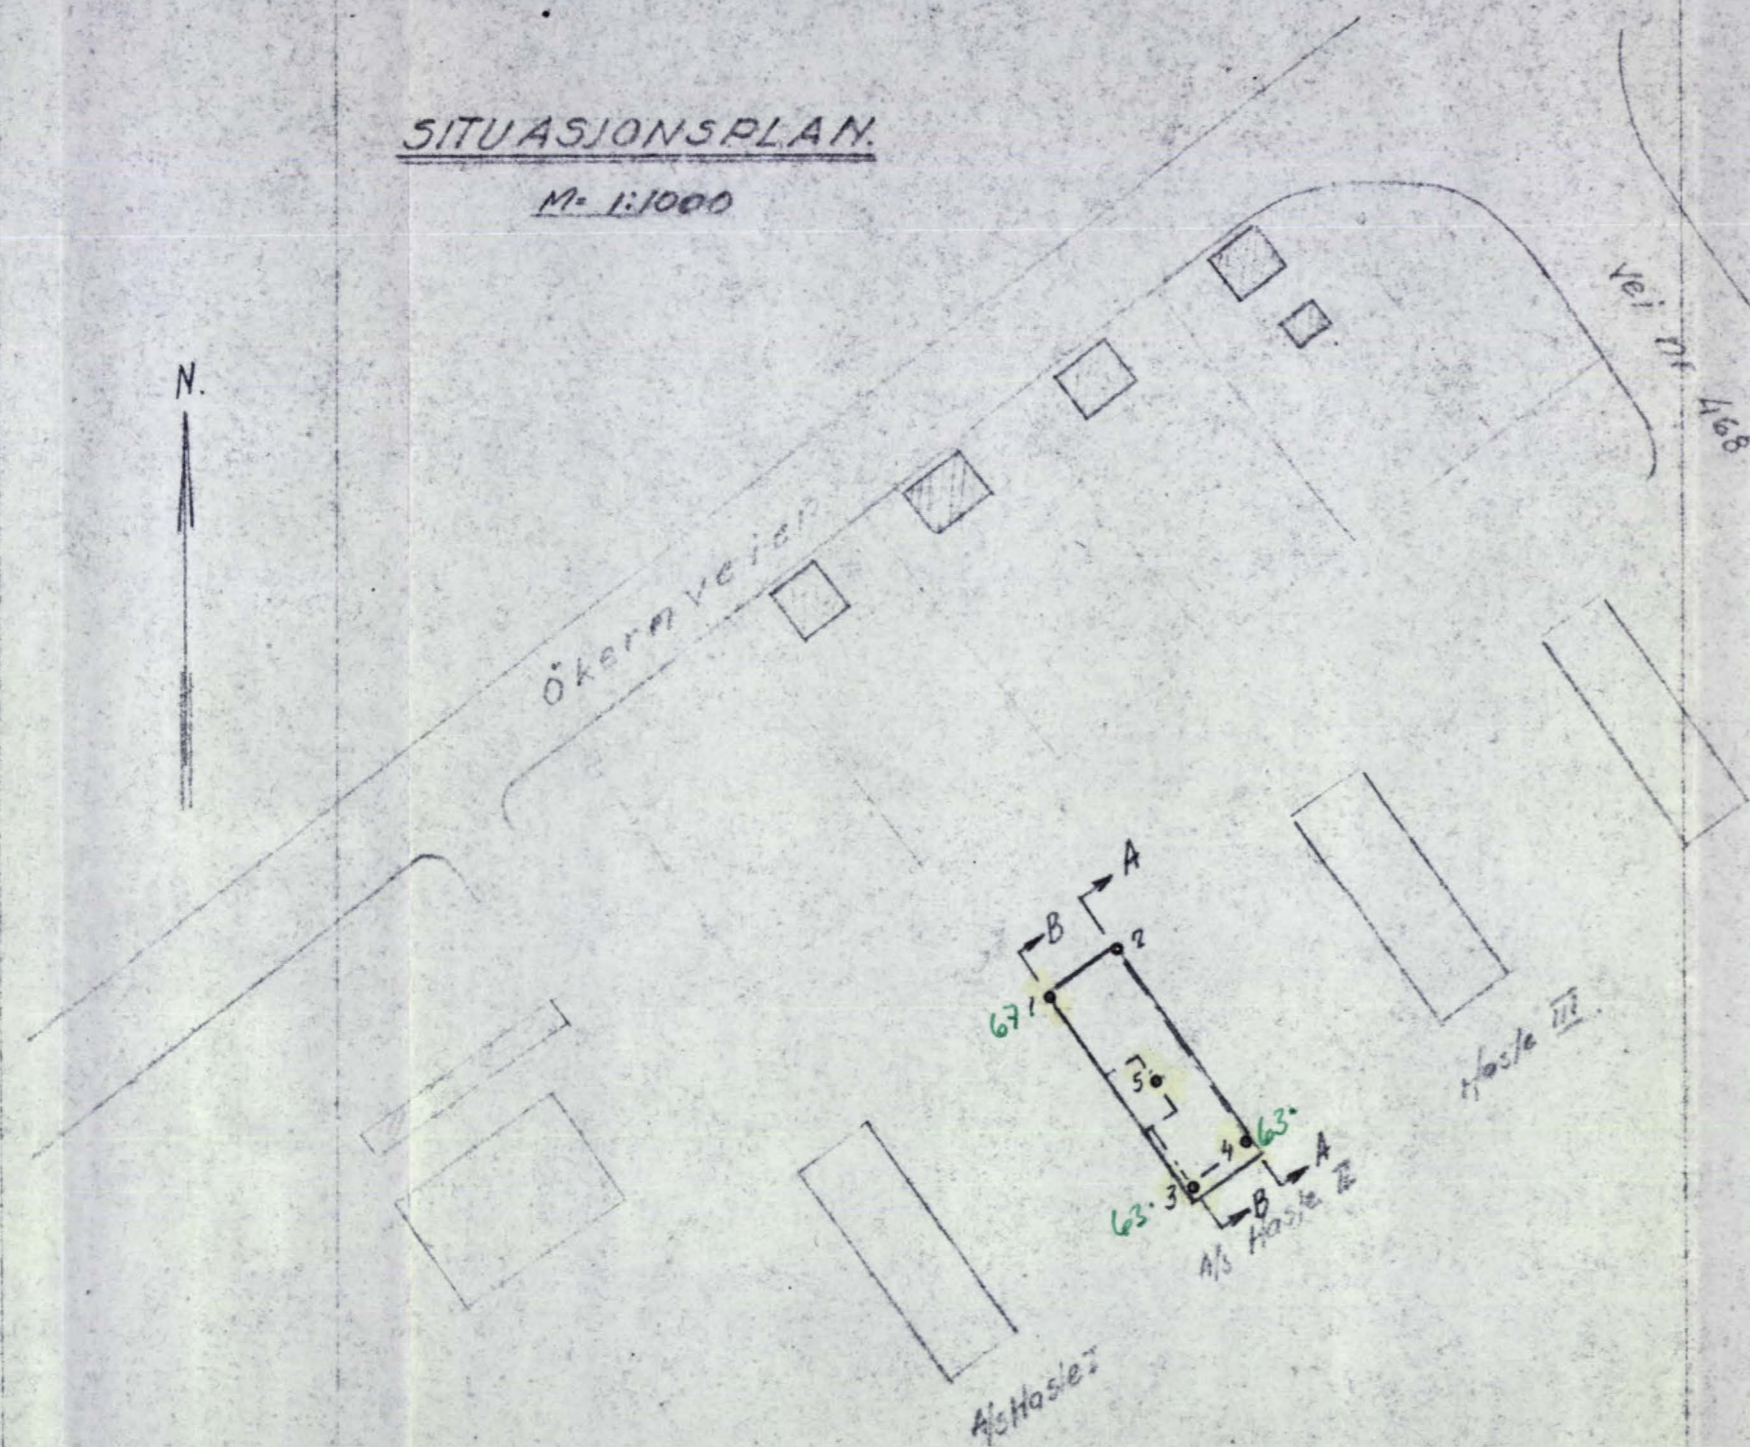 SITUASJONSPLAN.
M= 1:1000
N.
vei nr 468
Ökernveien
A
B
2
67
1
5
4
63.
A
3
63.
B
Hasle III.
A/s Hasle II
A/s Hasle I